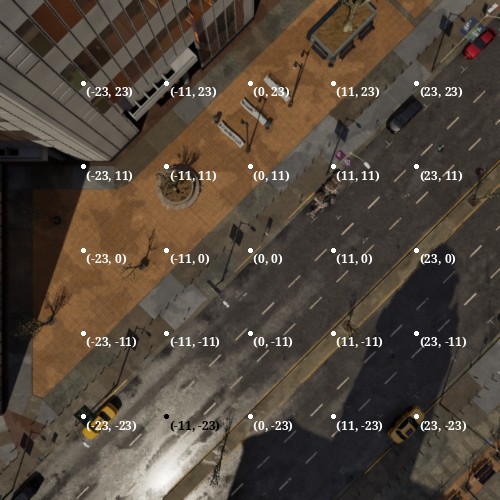 (-23, 23) (-11, 23) (0, 23) (11, 23) (23, 23)
(-23, 11) (-11, 11) (0, 11) (11, 11) (23, 11)
(-23, 0) (-11, 0) (0, 0) (11, 0) (23, 0)
(-23, -11) (-11, -11) (0, -11) (11, -11) (23, -11)
(-23, -23) (-11, -23) (0, -23) (11, -23) (23, -23)